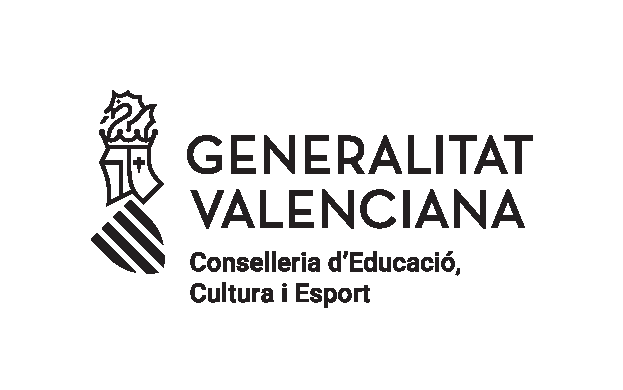 GENERALITAT
VALENCIANA
Conselleria d’Educació,
Cultura i Esport